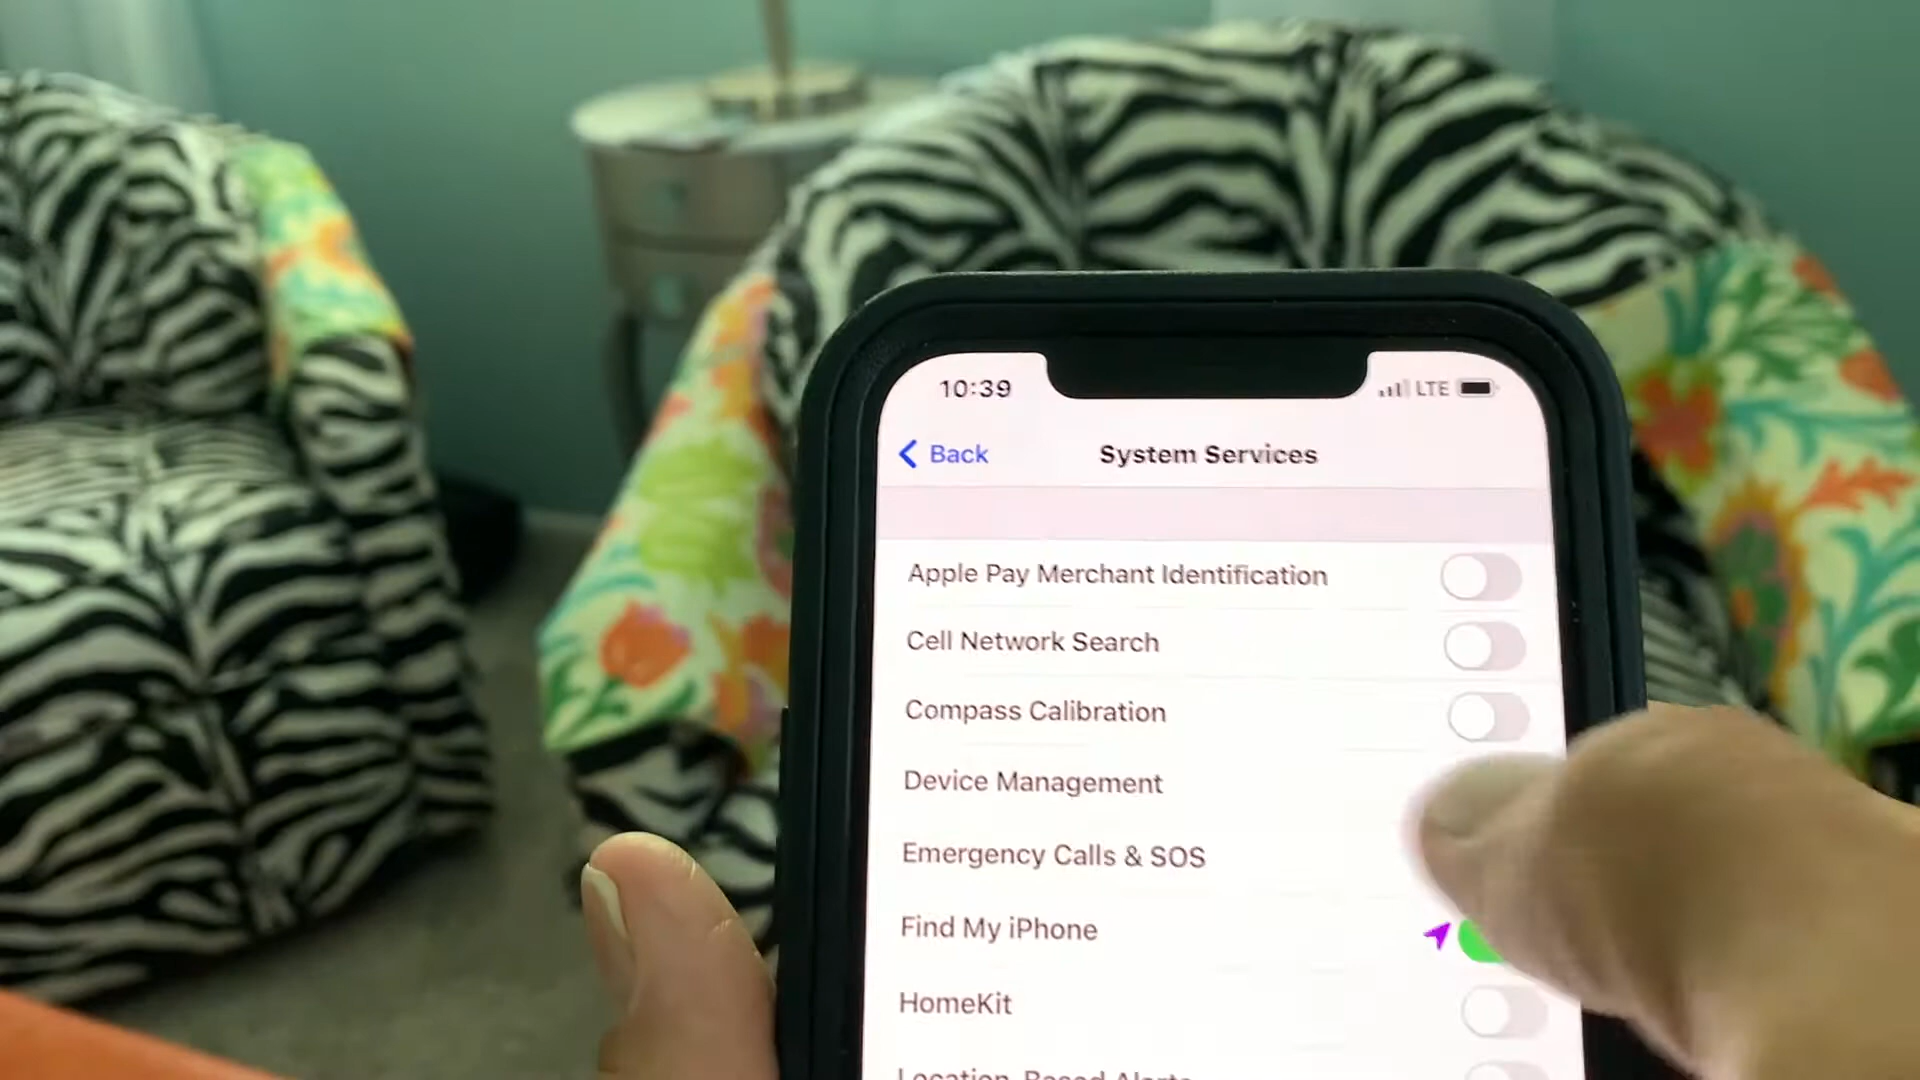 10:39
LTE
Back
System Services
Apple Pay Merchant Identification
Cell Network Search
Compass Calibration
Device Management
Emergency Calls & SOS
Find My iPhone
HomeKit
Location-Based Alerts